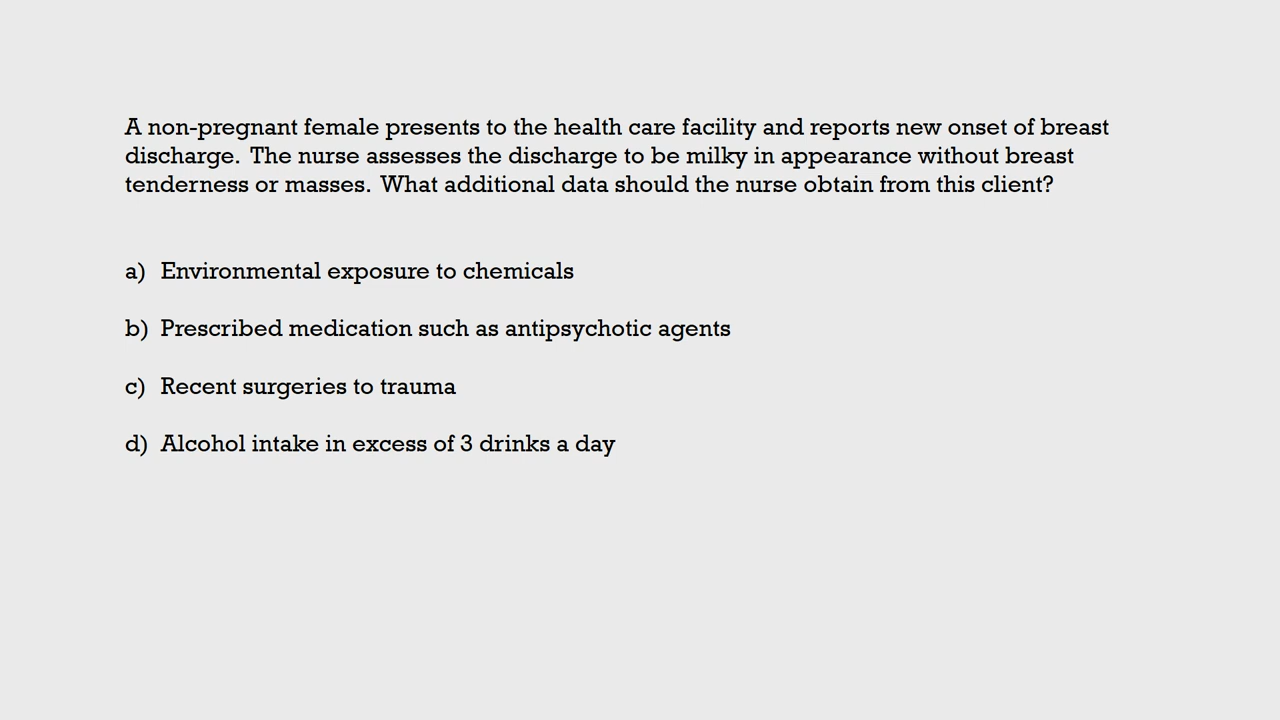 A non-pregnant female presents to the health care facility and reports new onset of breast
discharge.  The nurse assesses the discharge to be milky in appearance without breast
tenderness or masses.  What additional data should the nurse obtain from this client?
a)  Environmental exposure to chemicals
b)  Prescribed medication such as antipsychotic agents
c)  Recent surgeries to trauma
d)  Alcohol intake in excess of 3 drinks a day